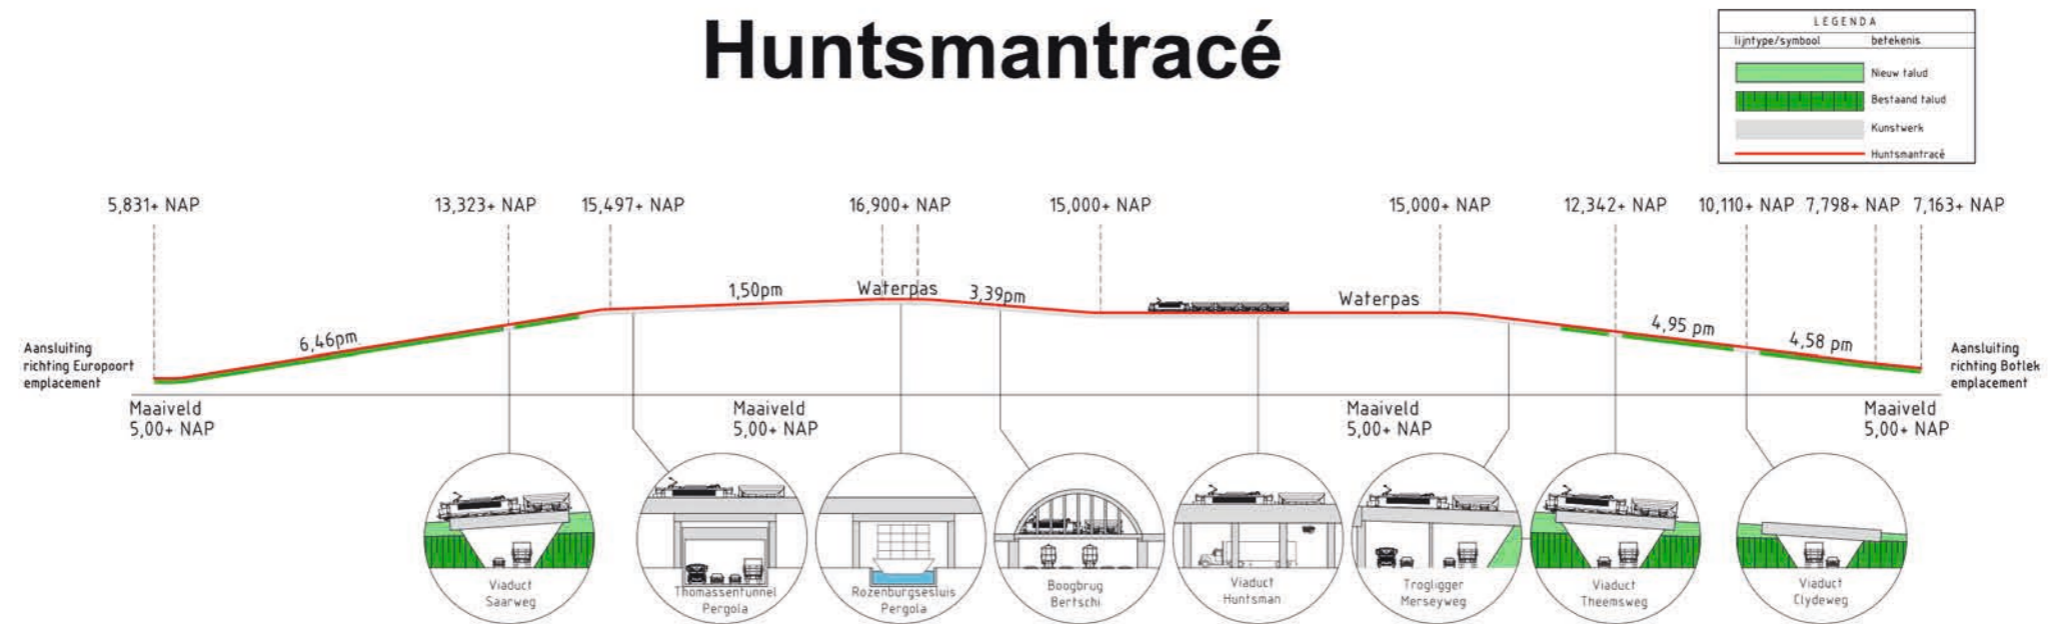 Huntsmantracé
LEGENDA
lijntype/symbool betekenis
Nieuw talud
Bestaand talud
Kunstwerk
Huntsmantracé
5,831+ NAP 13,323+ NAP 15,497+ NAP 16,900+ NAP 15,000+ NAP 15,000+ NAP 12,342+ NAP 10,110+ NAP 7,798+ NAP 7,163+ NAP
6,46pm 1,50pm Waterpas 3,39pm Waterpas 4,95 pm 4,58 pm
Aansluiting
richting Europoort
emplacement
Aansluiting
richting Botlek
emplacement
Maaiveld
5,00+ NAP
Maaiveld
5,00+ NAP
Maaiveld
5,00+ NAP
Maaiveld
5,00+ NAP
Viaduct
Saarweg
Thomassentunnel
Pergola
Rozenburgsesluis
Pergola
Boogbrug
Bertschi
Viaduct
Huntsman
Trogligger
Merseyweg
Viaduct
Theemsweg
Viaduct
Clydeweg